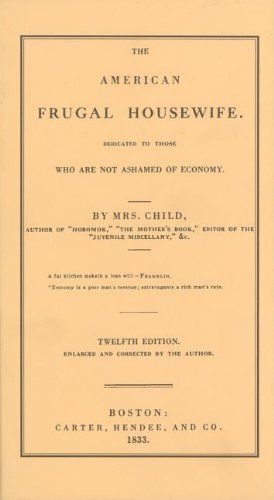 THE
AMERICAN
FRUGAL HOUSEWIFE.
DEDICATED TO THOSE
WHO ARE NOT ASHAMED OF ECONOMY.
BY MRS. CHILD,
AUTHOR OF "HOBOMOK," "THE MOTHER'S BOOK," EDITOR OF THE
"JUVENILE MISCELLANY," &c.
A fat kitchen maketh a lean will.—FRANKLIN.
"Economy is a poor man's revenue; extravagance a rich man's ruin.
TWELFTH EDITION.
ENLARGED AND CORRECTED BY THE AUTHOR.
BOSTON:
CARTER, HENDEE, AND CO.
1833.